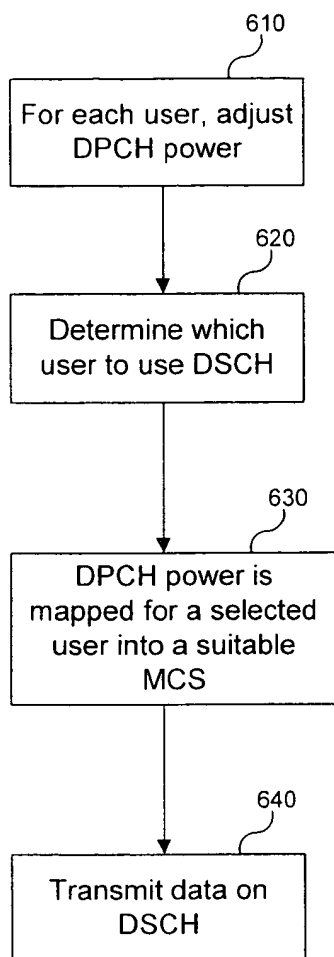 610
For each user, adjust
DPCH power
620
Determine which
user to use DSCH
630
DPCH power is
mapped for a selected
user into a suitable
MCS
640
Transmit data on
DSCH